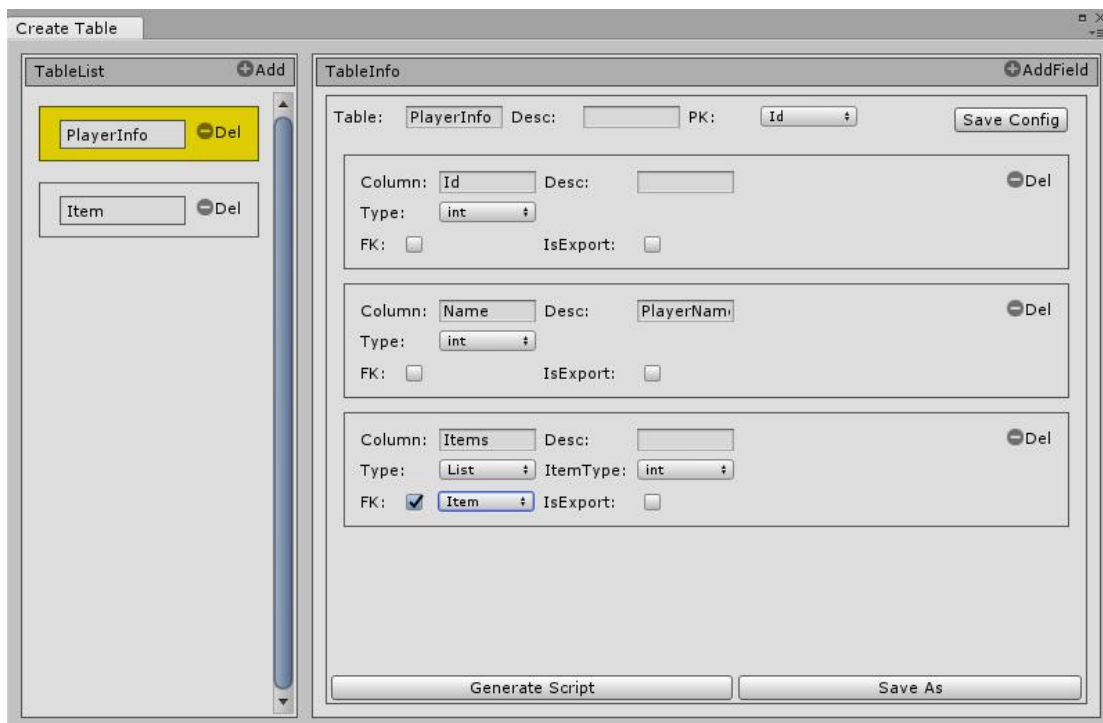 Create Table
TableList Add
PlayerInfo Del
Item Del
TableInfo AddField
Table: PlayerInfo Desc: PK: Id Save Config
Column: Id Desc: Del
Type: int
FK: IsExport:
Column: Name Desc: PlayerNam Del
Type: int
FK: IsExport:
Column: Items Desc: Del
Type: List ItemType: int
FK: Item IsExport:
Generate Script Save As